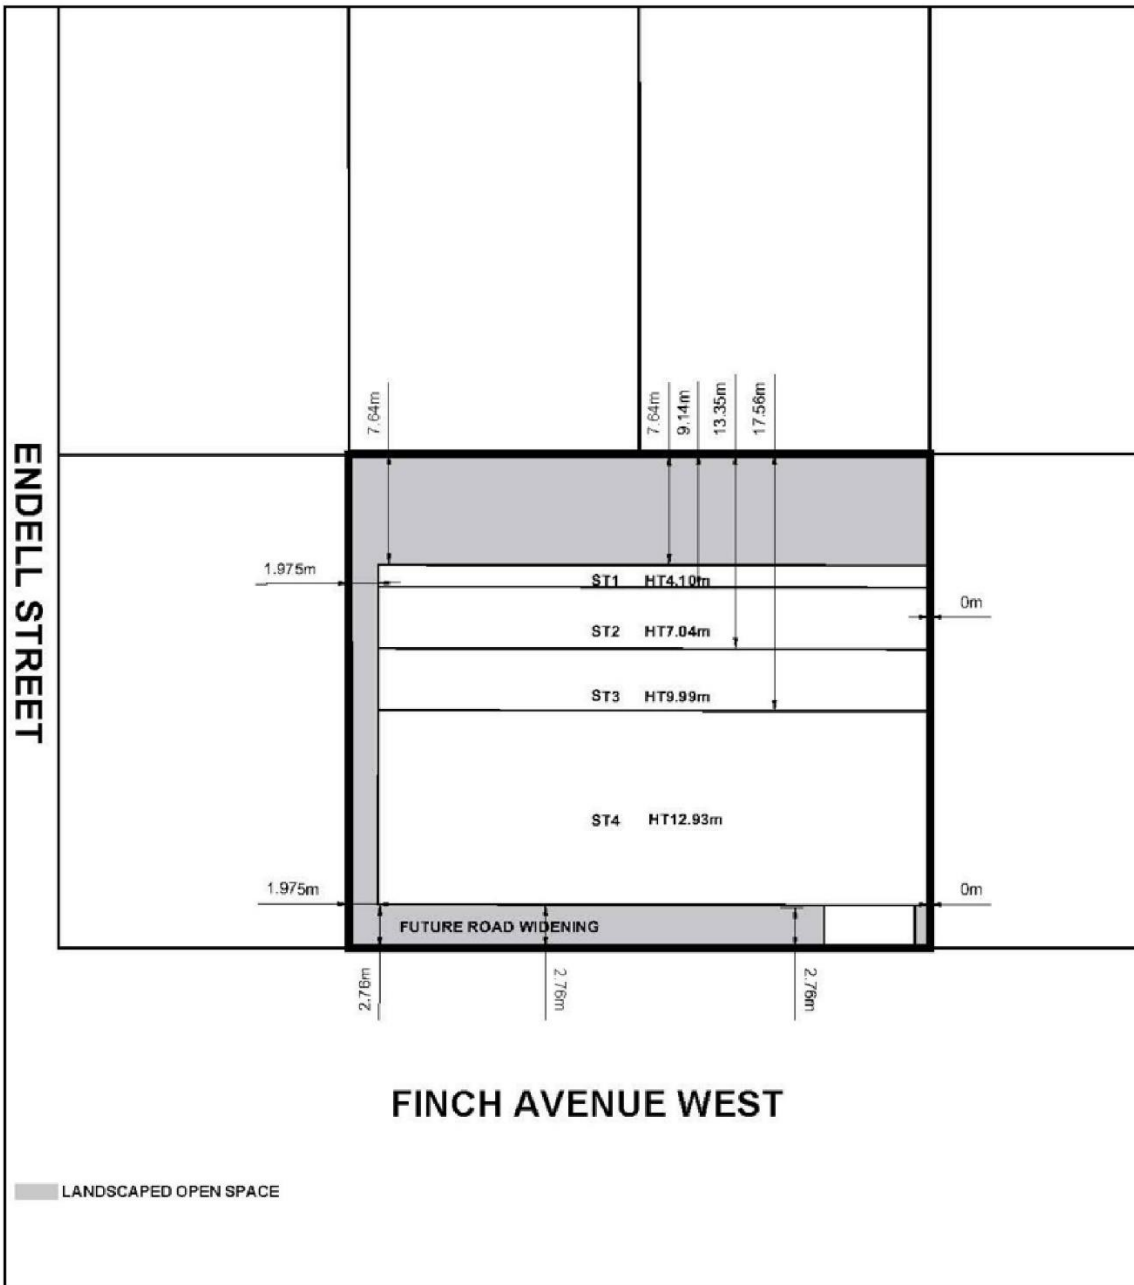 7.64m
7.64m
9.14m
13.35m
17.56m
ENDELL STREET
1.975m
ST1 HT4.10m
0m
ST2 HT7.04m
ST3 HT9.99m
ST4 HT12.93m
1.975m
0m
FUTURE ROAD WIDENING
2.76m
2.76m
2.76m
FINCH AVENUE WEST
LANDSCAPED OPEN SPACE